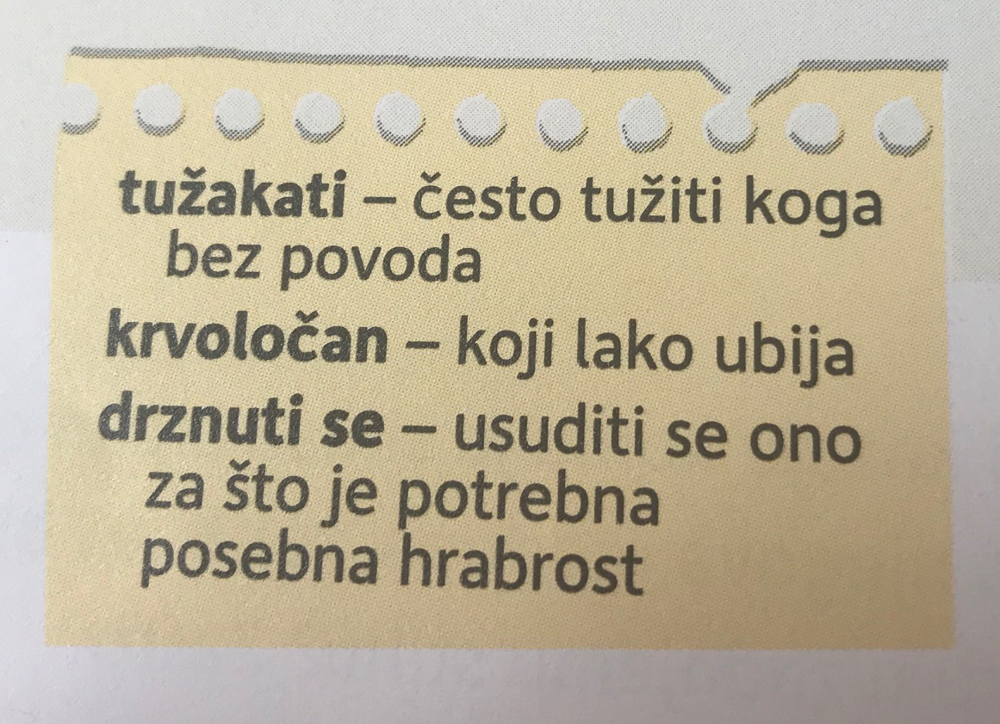 tužakati – često tužiti koga
bez povoda
krvoločan – koji lako ubija
drznuti se – usuditi se ono
za što je potrebna
posebna hrabrost